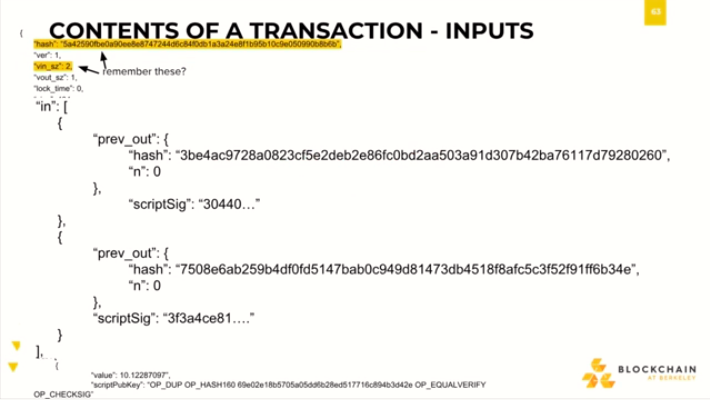 63
CONTENTS OF A TRANSACTION - INPUTS
{
"hash": "5a42590fbe0a90ee8e8747244d6c84f0db1a3a24e8f1b95b10c9e050990b8b6b",
"ver": 1,
"vin_sz": 2,
remember these?
"vout_sz": 1,
"lock_time": 0,
"in": [
{
"prev_out": {
"hash": "3be4ac9728a0823cf5e2deb2e86fc0bd2aa503a91d307b42ba76117d79280260",
"n": 0
},
"scriptSig": "30440…"
},
{
"prev_out": {
"hash": "7508e6ab259b4df0fd5147bab0c949d81473db4518f8afc5c3f52f91ff6b34e",
"n": 0
},
"scriptSig": "3f3a4ce81…."
}
],
{
"value": 10.12287097",
"scriptPubKey": "OP_DUP OP_HASH160 69e02e18b5705a05dd6b28ed517716c894b3d42e OP_EQUALVERIFY
OP_CHECKSIG"
BLOCKCHAIN
AT BERKELEY